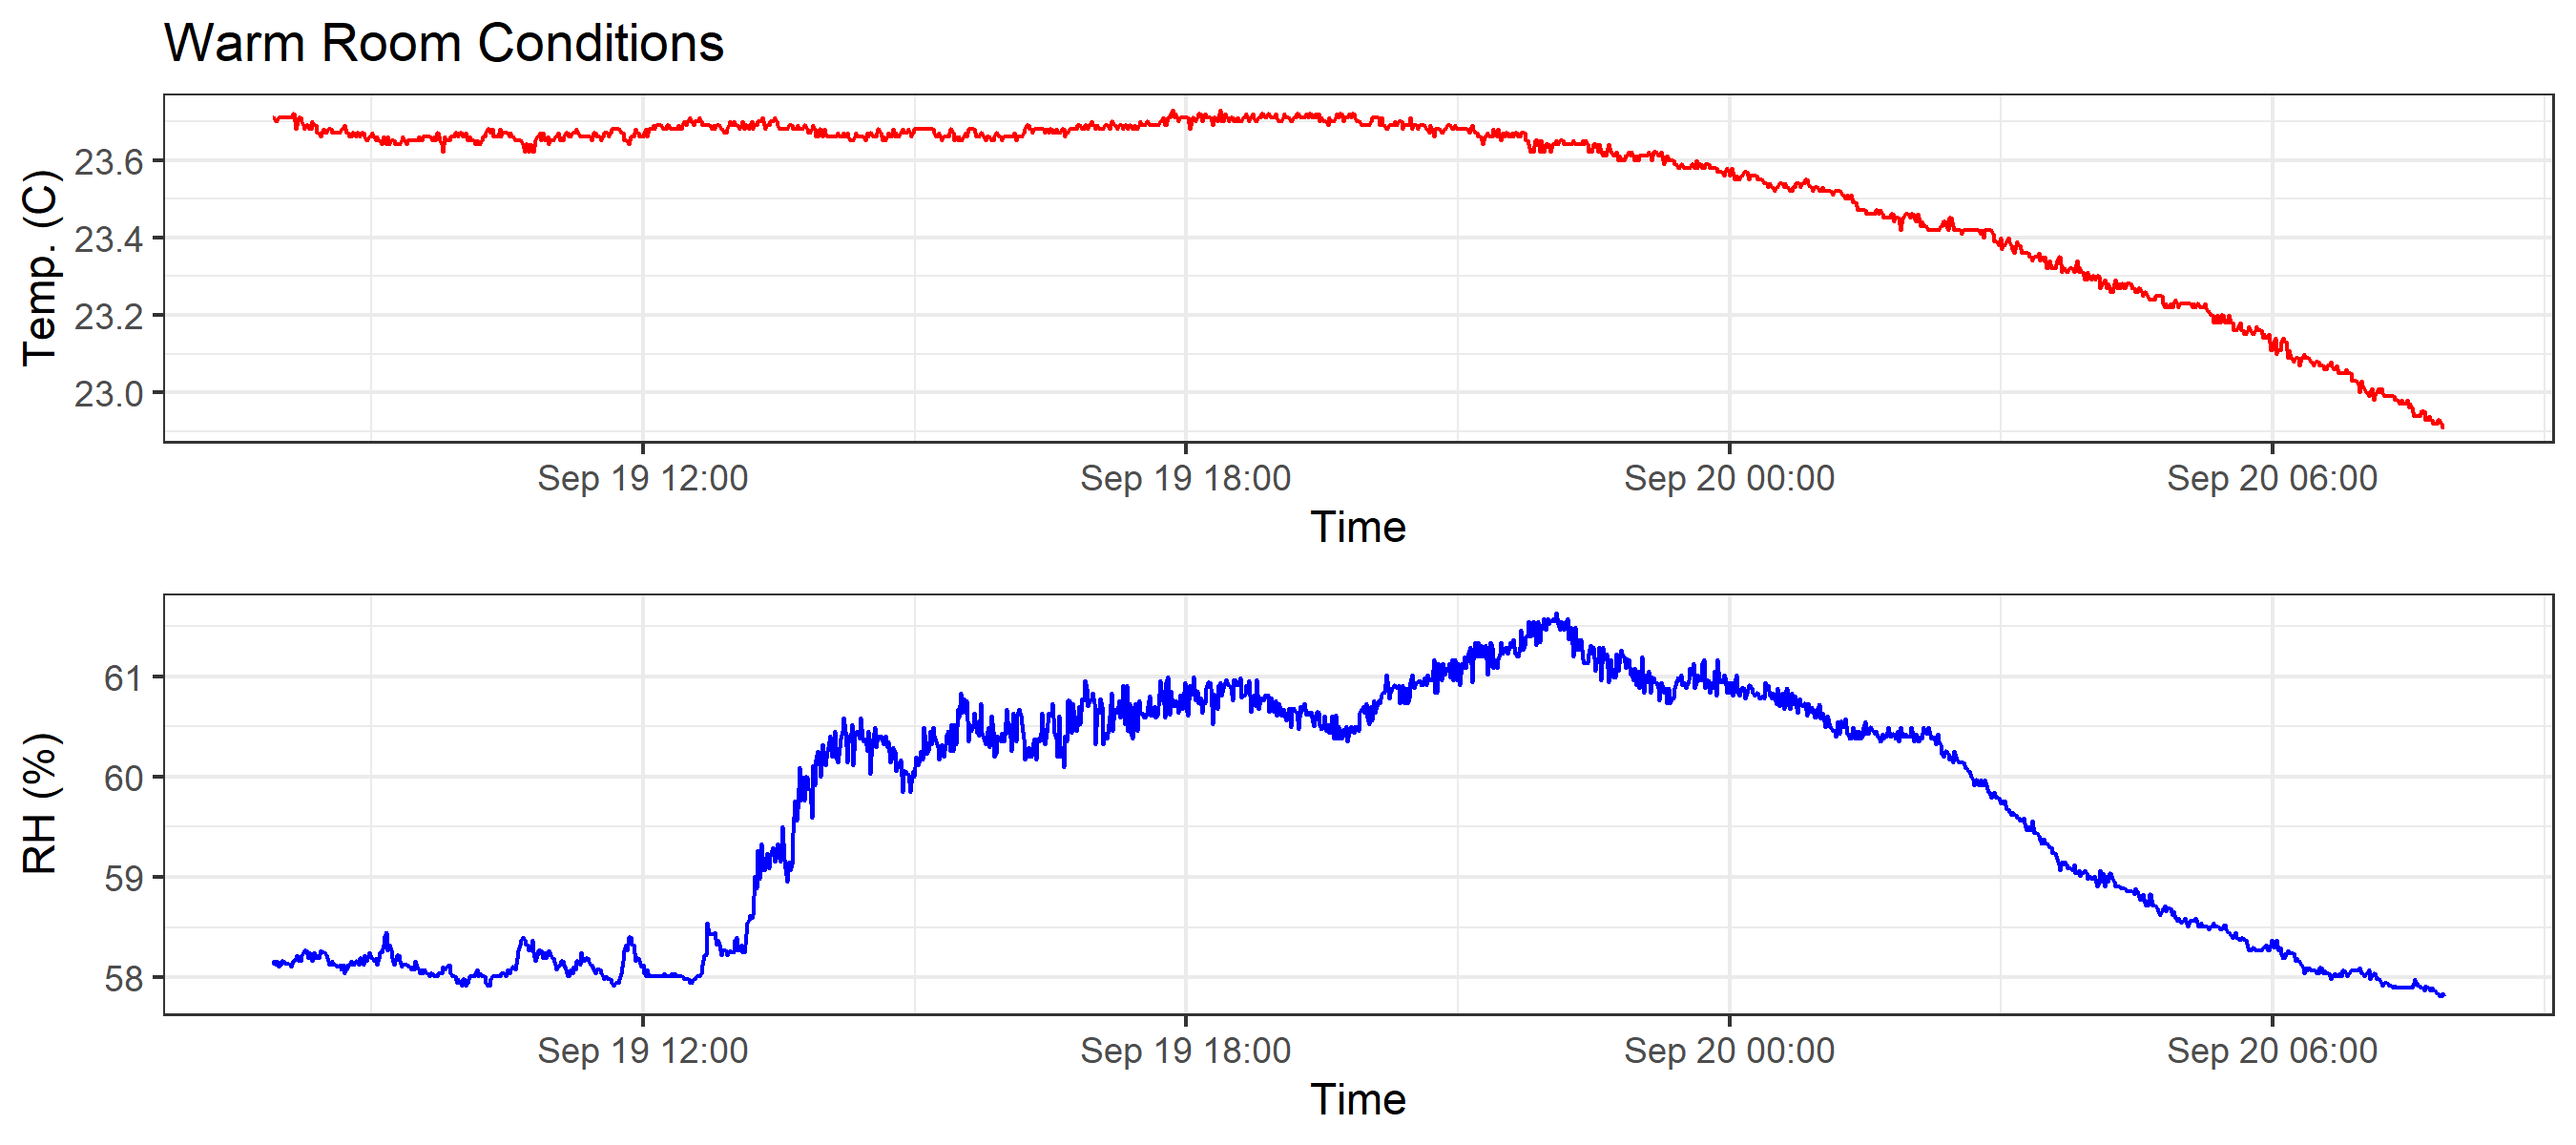 Warm Room Conditions
Temp. (C)
23.6
23.4
23.2
23.0
Sep 19 12:00 Sep 19 18:00 Sep 20 00:00 Sep 20 06:00
Time
RH (%)
61
60
59
58
Sep 19 12:00 Sep 19 18:00 Sep 20 00:00 Sep 20 06:00
Time